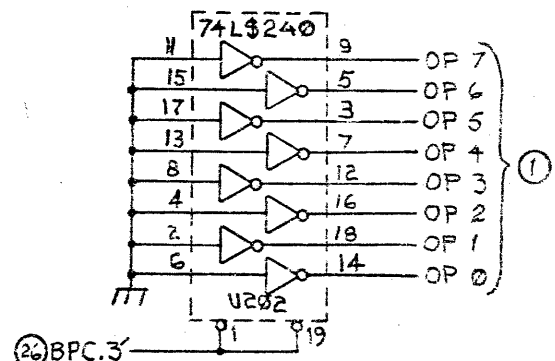 74LS240
11 9 OP 7
15 5 OP 6
17 3 OP 5
13 7 OP 4
8 12 OP 3
4 16 OP 2
2 18 OP 1
6 14 OP Ø
1
U2Ø2
26 BPC.3' 1 19